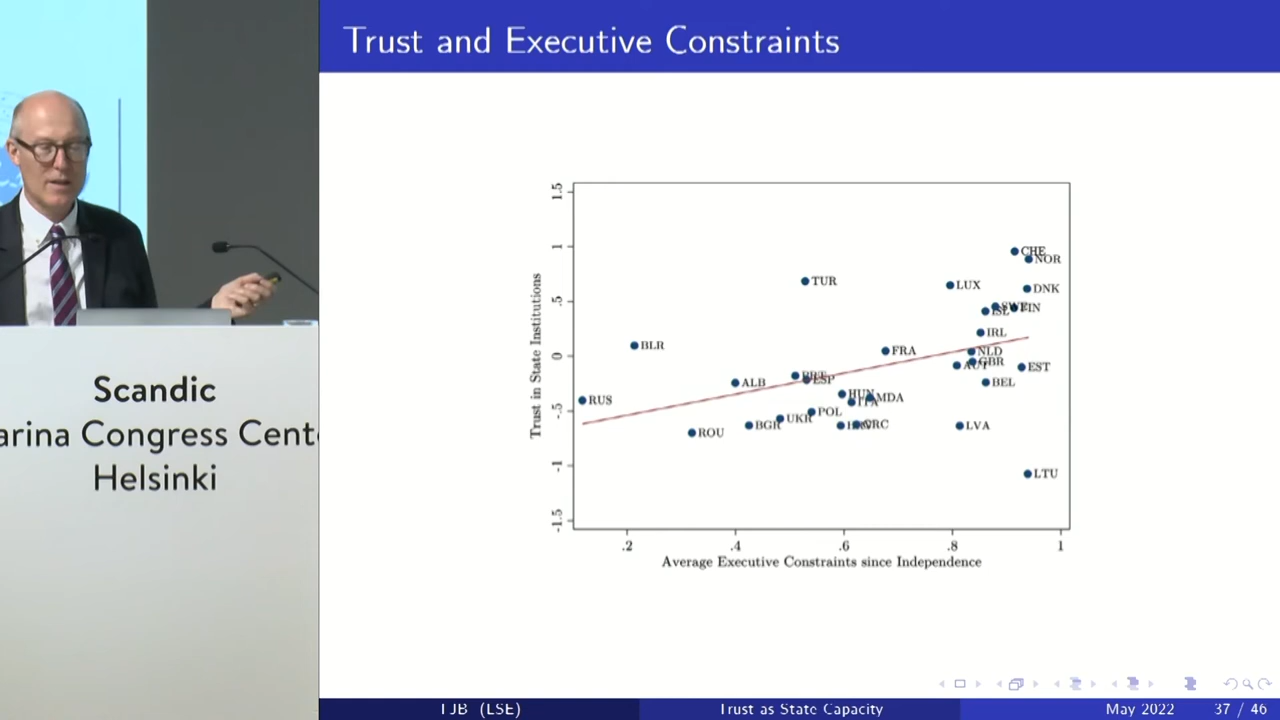 Trust and Executive Constraints
Scandic
arina Congress Cent
Helsinki
Trust in State Institutions
1.5
1
.5
0
-.5
-1
-1.5
CHE
NOR
TUR
LUX
DNK
SWE
FIN
ISL
IRL
BLR
FRA
NLD
GBR
AUT
EST
ALB
PRT
ESP
BEL
RUS
HUN
MDA
ITA
POL
UKR
BGR
GRC
LVA
ROU
LTU
.2
.4
.6
.8
1
Average Executive Constraints since Independence
TJB (LSE)
Trust as State Capacity
May 2022
37 / 46